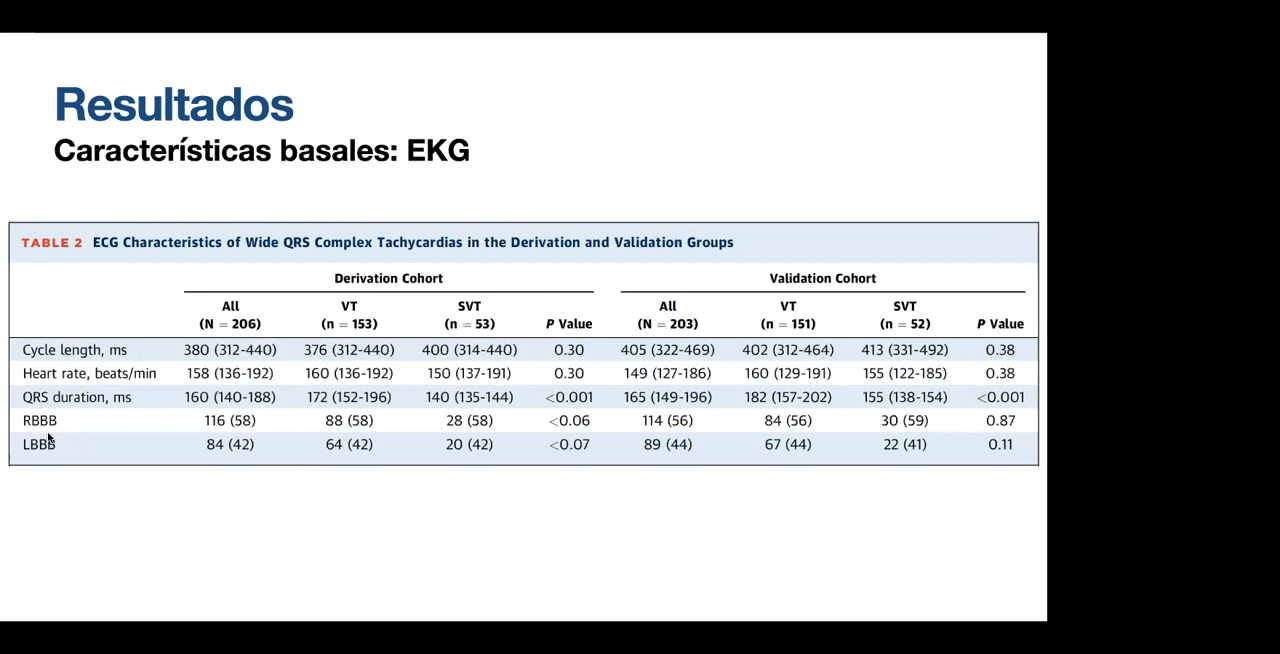 Resultados
Características basales: EKG
TABLE 2 ECG Characteristics of Wide QRS Complex Tachycardias in the Derivation and Validation Groups
Derivation Cohort Validation Cohort
All VT SVT All VT SVT
(N = 206) (n = 153) (n = 53) P Value (N = 203) (n = 151) (n = 52) P Value
Cycle length, ms 380 (312-440) 376 (312-440) 400 (314-440) 0.30 405 (322-469) 402 (312-464) 413 (331-492) 0.38
Heart rate, beats/min 158 (136-192) 160 (136-192) 150 (137-191) 0.30 149 (127-186) 160 (129-191) 155 (122-185) 0.38
QRS duration, ms 160 (140-188) 172 (152-196) 140 (135-144) <0.001 165 (149-196) 182 (157-202) 155 (138-154) <0.001
RBBB 116 (58) 88 (58) 28 (58) <0.06 114 (56) 84 (56) 30 (59) 0.87
LBBB 84 (42) 64 (42) 20 (42) <0.07 89 (44) 67 (44) 22 (41) 0.11